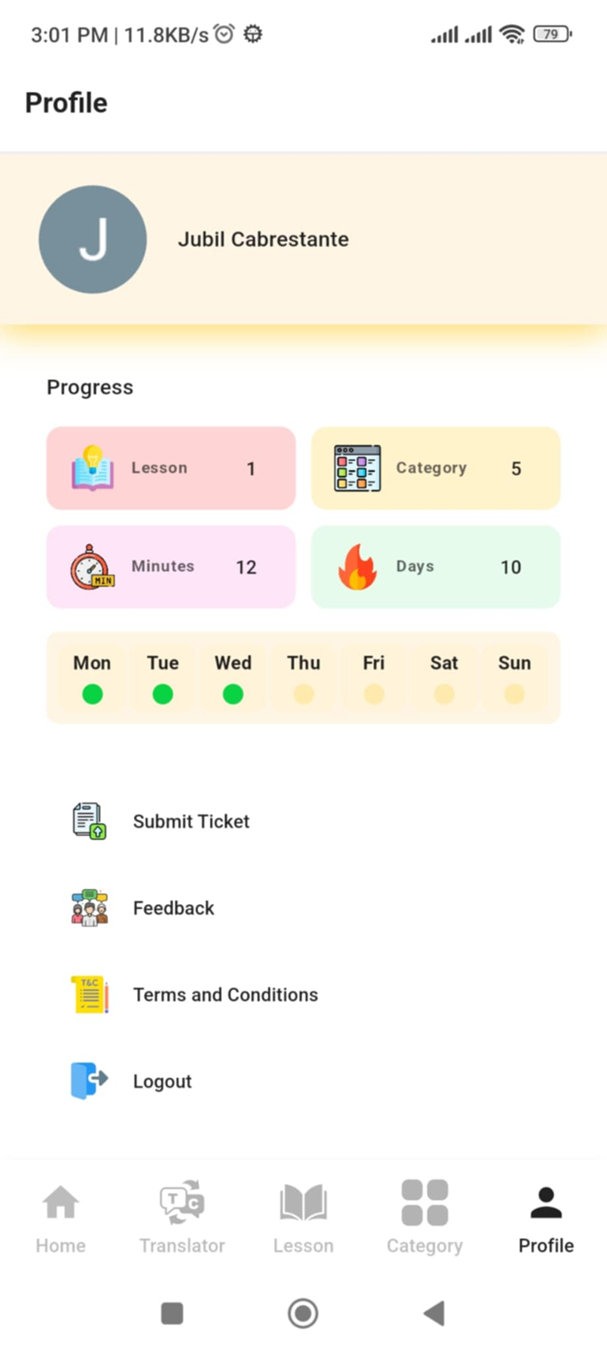 3:01 PM | 11.8KB/s 79
Profile
J
Jubil Cabrestante
Progress
Lesson 1
Category 5
MIN Minutes 12
Days 10
Mon Tue Wed Thu Fri Sat Sun
Submit Ticket
Feedback
T&C
Terms and Conditions
Logout
T C
Home Translator Lesson Category Profile